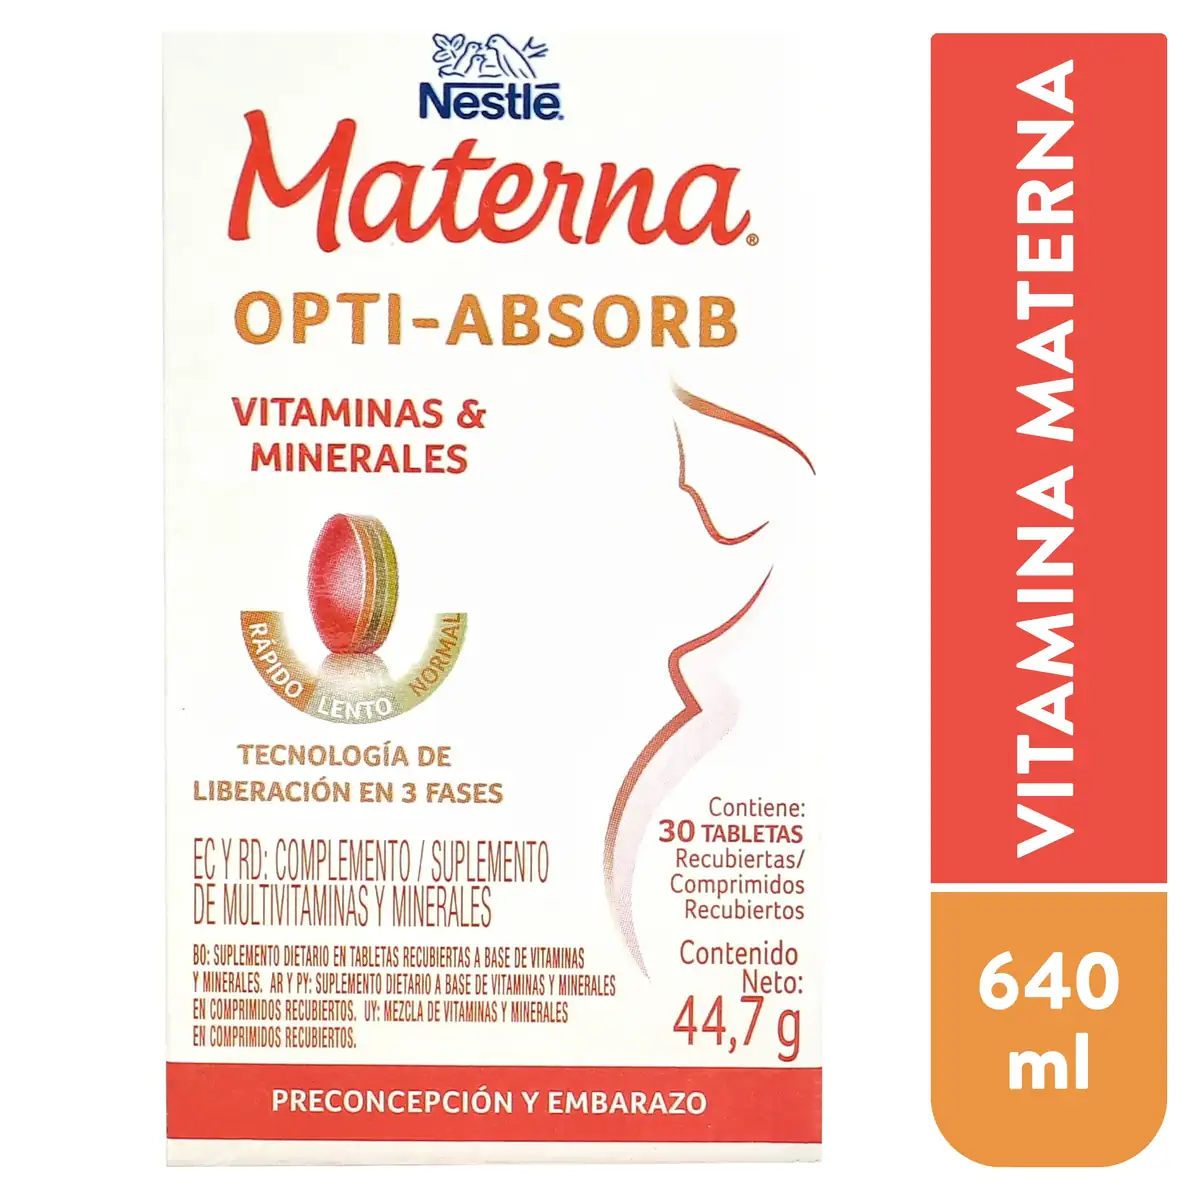 Nestlé
Materna®
OPTI-ABSORB
VITAMINAS &
MINERALES
RÁPIDO
LENTO
NORMAL
TECNOLOGÍA DE
LIBERACIÓN EN 3 FASES
EC Y RD: COMPLEMENTO / SUPLEMENTO
DE MULTIVITAMINAS Y MINERALES
BO: SUPLEMENTO DIETARIO EN TABLETAS RECUBIERTAS A BASE DE VITAMINAS
Y MINERALES. AR Y PY: SUPLEMENTO DIETARIO A BASE DE VITAMINAS Y MINERALES
EN COMPRIMIDOS RECUBIERTOS. UY: MEZCLA DE VITAMINAS Y MINERALES
EN COMPRIMIDOS RECUBIERTOS.
Contiene:
30 TABLETAS
Recubiertas/
Comprimidos
Recubiertos
Contenido
Neto:
44,7 g
PRECONCEPCIÓN Y EMBARAZO
VITAMINA MATERNA
640
ml